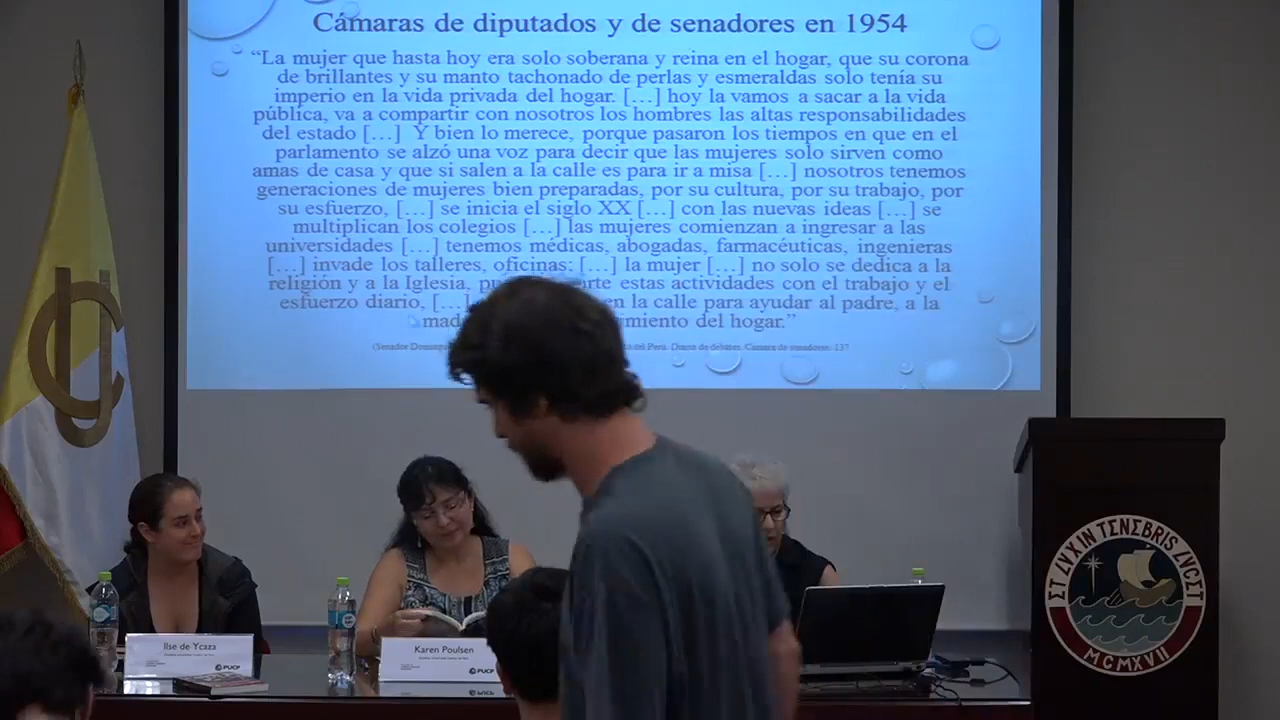 Cámaras de diputados y de senadores en 1954
“La mujer que hasta hoy era solo soberana y reina en el hogar, que su corona
de brillantes y su manto tachonado de perlas y esmeraldas solo tenía su
imperio en la vida privada del hogar. […] hoy la vamos a sacar a la vida
pública, va a compartir con nosotros los hombres las altas responsabilidades
del estado […] Y bien lo merece, porque pasaron los tiempos en que en el
parlamento se alzó una voz para decir que las mujeres solo sirven como
amas de casa y que si salen a la calle es para ir a misa […] nosotros tenemos
generaciones de mujeres bien preparadas, por su cultura, por su trabajo, por
su esfuerzo, […] se inicia el siglo XX […] con las nuevas ideas […] se
multiplican los colegios […] las mujeres comienzan a ingresar a las
universidades […] tenemos médicas, abogadas, farmacéuticas, ingenieras
[…] invade los talleres, oficinas; […] la mujer […] no solo se dedica a la
religión y a la Iglesia, estas actividades con el trabajo y el
esfuerzo diario, en la calle para ayudar al padre, a la
del hogar.”
(Senador del Perú. Diario de debates. Cámara de senadores: 137
Ilse de Ycaza
PUCP
Karen Poulsen
PUCP
ET LVX IN TENEBRIS LVCET
MCMXVII